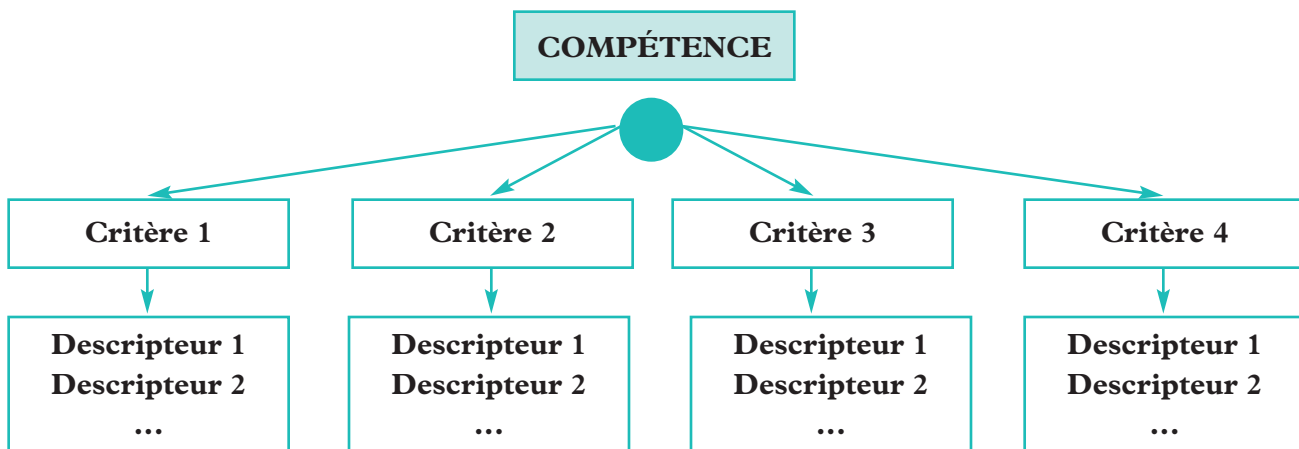 COMPÉTENCE
Critère 1
Critère 2
Critère 3
Critère 4
Descripteur 1
Descripteur 2
...
Descripteur 1
Descripteur 2
...
Descripteur 1
Descripteur 2
...
Descripteur 1
Descripteur 2
...